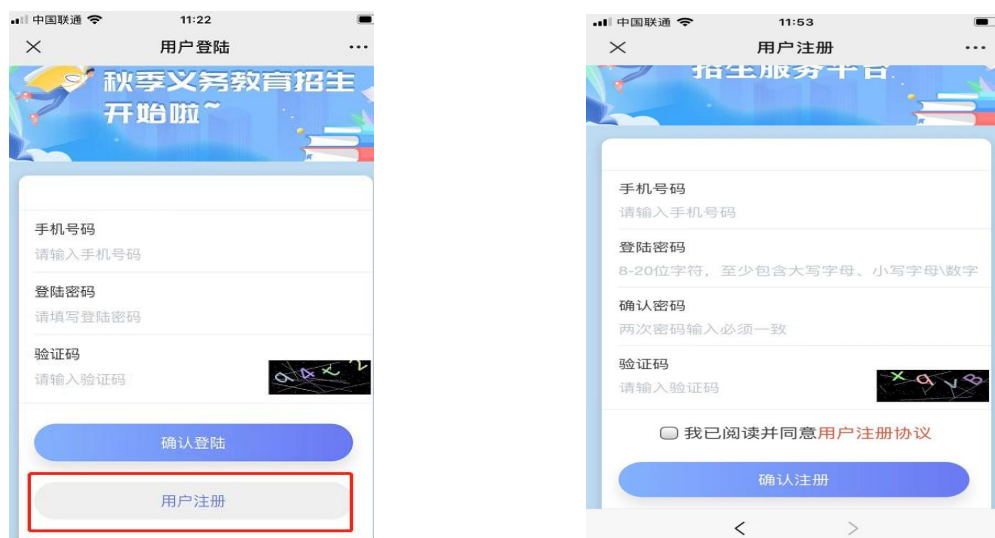 中国联通 11:22
用户登陆
秋季义务教育招生
开始啦~
手机号码
请输入手机号码
登陆密码
请填写登陆密码
验证码
请输入验证码
q4x2
确认登陆
用户注册
中国联通 11:53
用户注册
招生服务平台
手机号码
请输入手机号码
登陆密码
8-20位字符，至少包含大写字母、小写字母\数字
确认密码
两次密码输入必须一致
验证码
请输入验证码
xqyB
我已阅读并同意用户注册协议
确认注册